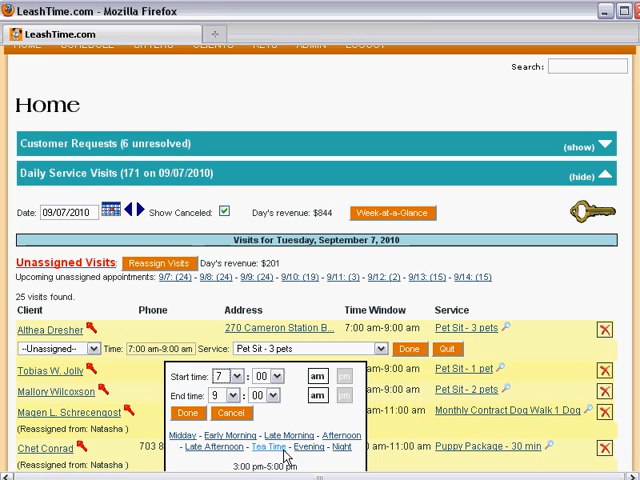 LeashTime.com - Mozilla Firefox
LeashTime.com
HOME SCHEDULE SITTERS CLIENTS KEYS ADMIN LOGOUT
Search:
Home
Customer Requests (6 unresolved) (show)
Daily Service Visits (171 on 09/07/2010) (hide)
Date: 09/07/2010 Show Canceled: Day's revenue: $844 Week-at-a-Glance
Visits for Tuesday, September 7, 2010
Unassigned Visits: Reassign Visits Day's revenue: $201
Upcoming unassigned appointments: 9/7: (24) - 9/8: (24) - 9/9: (24) - 9/10: (19) - 9/11: (3) - 9/12: (2) - 9/13: (15) - 9/14: (15)
25 visits found.
Client Phone Address Time Window Service
Althea Dresher 270 Cameron Station B... 7:00 am-9:00 am Pet Sit - 3 pets
--Unassigned-- Time: 7:00 am-9:00 am Service: Pet Sit - 3 pets Done Quit
Tobias W. Jolly am-9:00 am Pet Sit - 1 pet
Start time: 7 : 00 am pm
Mallory Wilcoxson am-9:00 am Pet Sit - 2 pets
End time: 9 : 00 am pm
Magen L. Schrecengost am-11:00 am Monthly Contract Dog Walk 1 Dog
Done Cancel
(Reassigned from: Natasha )
Midday - Early Morning - Late Morning - Afternoon
- Late Afternoon - Tea Time - Evening - Night
Chet Conrad 703 8 am-11:00 am Puppy Package - 30 min
(Reassigned from: Natasha )
3:00 pm-5:00 pm